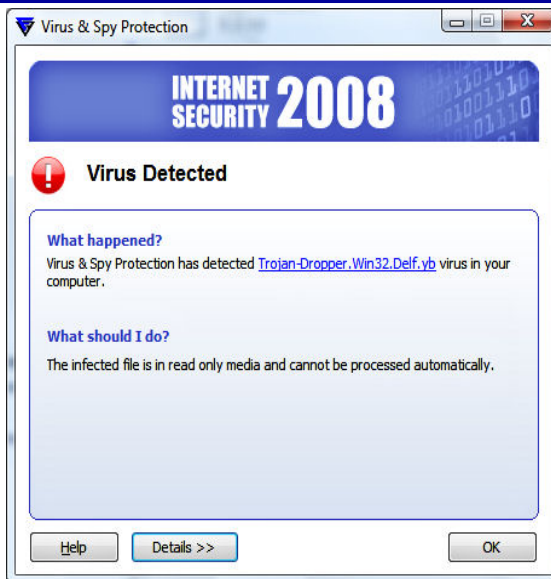 Virus & Spy Protection
INTERNET
SECURITY 2008
Virus Detected
What happened?
Virus & Spy Protection has detected Trojan-Dropper.Win32.Delf.yb virus in your
computer.
What should I do?
The infected file is in read only media and cannot be processed automatically.
Help
Details >>
OK